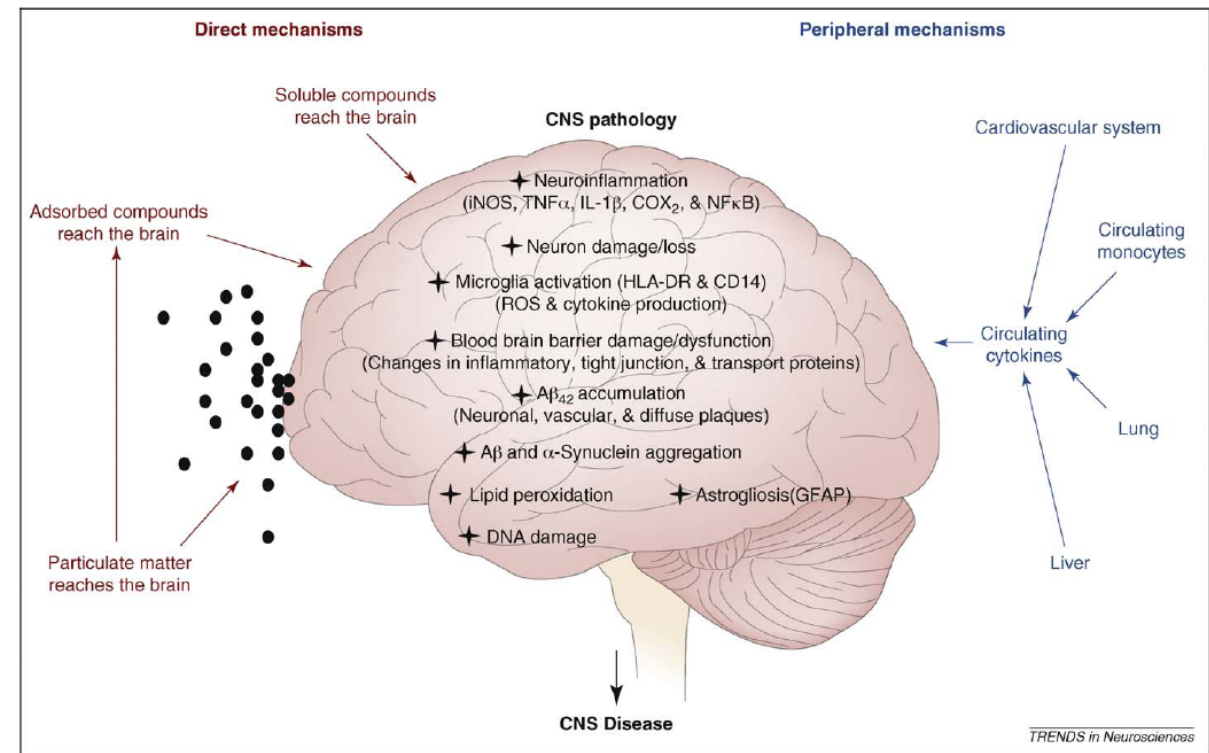 Direct mechanisms
Peripheral mechanisms
Soluble compounds
reach the brain
CNS pathology
Cardiovascular system
Neuroinflammation
(iNOS, TNFα, IL-1β, COX₂, & NFκB)
Adsorbed compounds
reach the brain
Circulating
monocytes
Neuron damage/loss
Microglia activation (HLA-DR & CD14)
(ROS & cytokine production)
Blood brain barrier damage/dysfunction
(Changes in inflammatory, tight junction, & transport proteins)
Circulating
cytokines
Aβ₄₂ accumulation
(Neuronal, vascular, & diffuse plaques)
Lung
Aβ and α-Synuclein aggregation
Lipid peroxidation
Astrogliosis(GFAP)
DNA damage
Particulate matter
reaches the brain
Liver
CNS Disease
TRENDS in Neurosciences